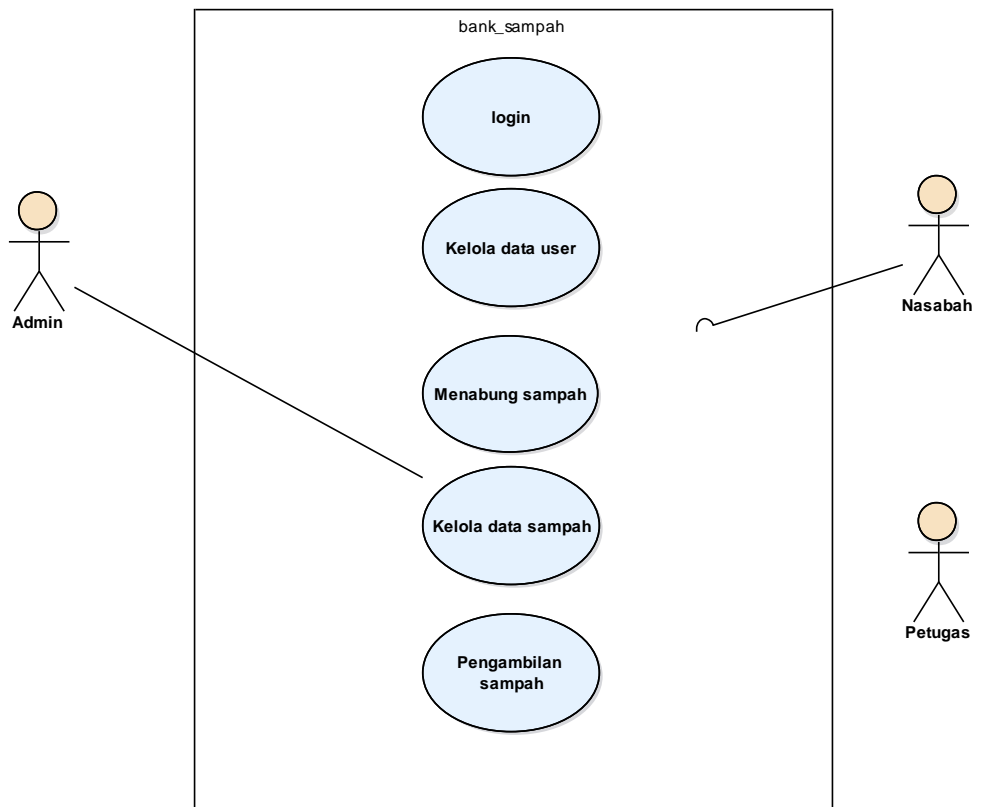 bank_sampah
login
Kelola data user
Admin
Nasabah
Menabung sampah
Kelola data sampah
Petugas
Pengambilan
sampah